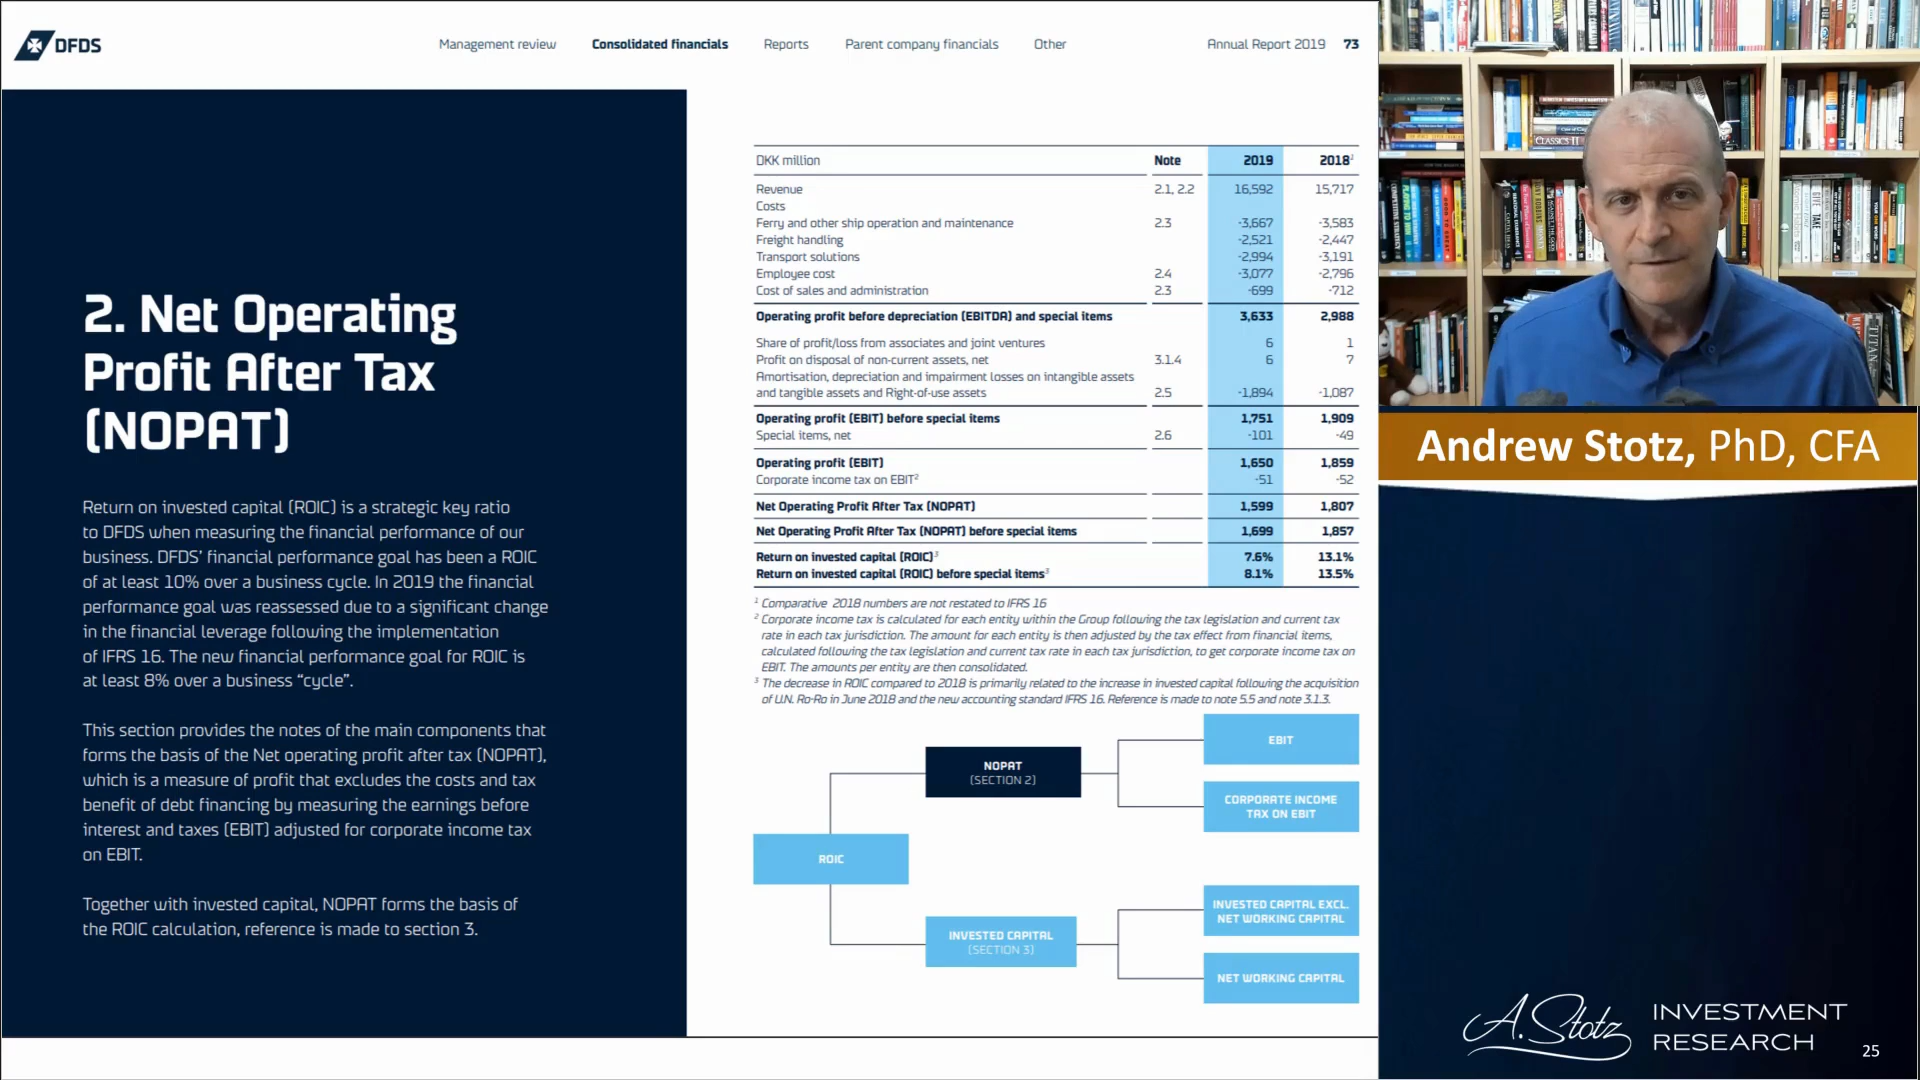 DFDS
Management review Consolidated financials Reports Parent company financials Other Annual Report 2019 73
2. Net Operating
Profit After Tax
(NOPAT)
Return on invested capital (ROIC) is a strategic key ratio
to DFDS when measuring the financial performance of our
business. DFDS' financial performance goal has been a ROIC
of at least 10% over a business cycle. In 2019 the financial
performance goal was reassessed due to a significant change
in the financial leverage following the implementation
of IFRS 16. The new financial performance goal for ROIC is
at least 8% over a business “cycle”.
This section provides the notes of the main components that
forms the basis of the Net operating profit after tax (NOPAT),
which is a measure of profit that excludes the costs and tax
benefit of debt financing by measuring the earnings before
interest and taxes (EBIT) adjusted for corporate income tax
on EBIT.
Together with invested capital, NOPAT forms the basis of
the ROIC calculation, reference is made to section 3.
DKK million Note 2019 2018¹
Revenue 2.1, 2.2 16,592 15,717
Costs
Ferry and other ship operation and maintenance 2.3 -3,667 -3,583
Freight handling -2,521 -2,447
Transport solutions -2,994 -3,191
Employee cost 2.4 -3,077 -2,796
Cost of sales and administration 2.3 -699 -712
Operating profit before depreciation (EBITDA) and special items 3,633 2,988
Share of profit/loss from associates and joint ventures 6 1
Profit on disposal of non-current assets, net 3.1.4 6 7
Amortisation, depreciation and impairment losses on intangible assets
and tangible assets and Right-of-use assets 2.5 -1,894 -1,087
Operating profit (EBIT) before special items 1,751 1,909
Special items, net 2.6 -101 -49
Operating profit (EBIT) 1,650 1,859
Corporate income tax on EBIT² -51 -52
Net Operating Profit After Tax (NOPAT) 1,599 1,807
Net Operating Profit After Tax (NOPAT) before special items 1,699 1,857
Return on invested capital (ROIC)³ 7.6% 13.1%
Return on invested capital (ROIC) before special items³ 8.1% 13.5%
¹ Comparative 2018 numbers are not restated to IFRS 16
² Corporate income tax is calculated for each entity within the Group following the tax legislation and current tax
rate in each tax jurisdiction. The amount for each entity is then adjusted by the tax effect from financial items,
calculated following the tax legislation and current tax rate in each tax jurisdiction, to get corporate income tax on
EBIT. The amounts per entity are then consolidated.
³ The decrease in ROIC compared to 2018 is primarily related to the increase in invested capital following the acquisition
of U.N. Ro-Ro in June 2018 and the new accounting standard IFRS 16. Reference is made to note 5.5 and note 3.1.3.
EBIT
NOPAT
(SECTION 2)
CORPORATE INCOME
TAX ON EBIT
ROIC
INVESTED CAPITAL EXCL.
NET WORKING CAPITAL
INVESTED CAPITAL
(SECTION 3)
NET WORKING CAPITAL
CLASSICS II
GIVE
TAKE
TITAN
Andrew Stotz, PhD, CFA
A. Stotz INVESTMENT
RESEARCH
25